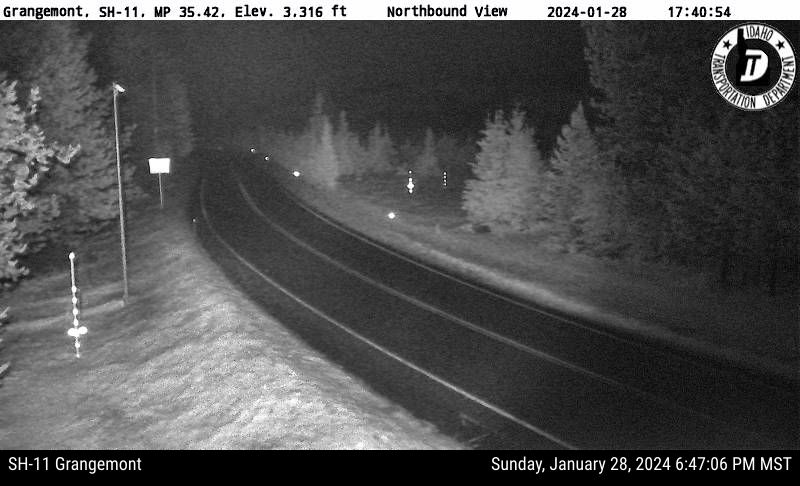 Grangemont, SH-11, MP 35.42, Elev. 3,316 ft Northbound View 2024-01-28 17:40:54
IDAHO
TRANSPORTATION DEPARTMENT
SH-11 Grangemont Sunday, January 28, 2024 6:47:06 PM MST